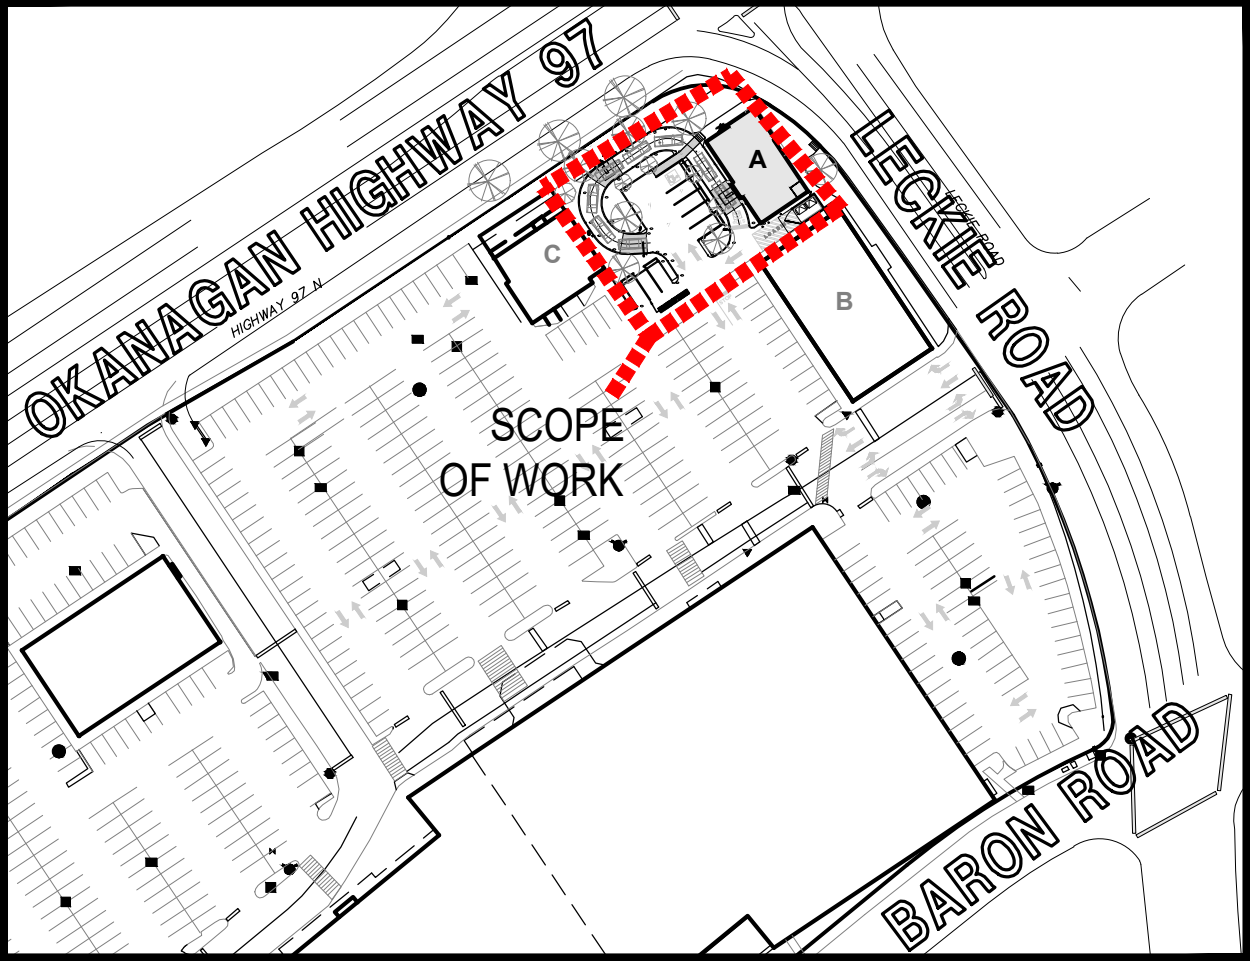 OKANAGAN HIGHWAY 97
HIGHWAY 97 N
LECKIE ROAD
LECKIE ROAD
A
C
B
SCOPE
OF WORK
BARON ROAD